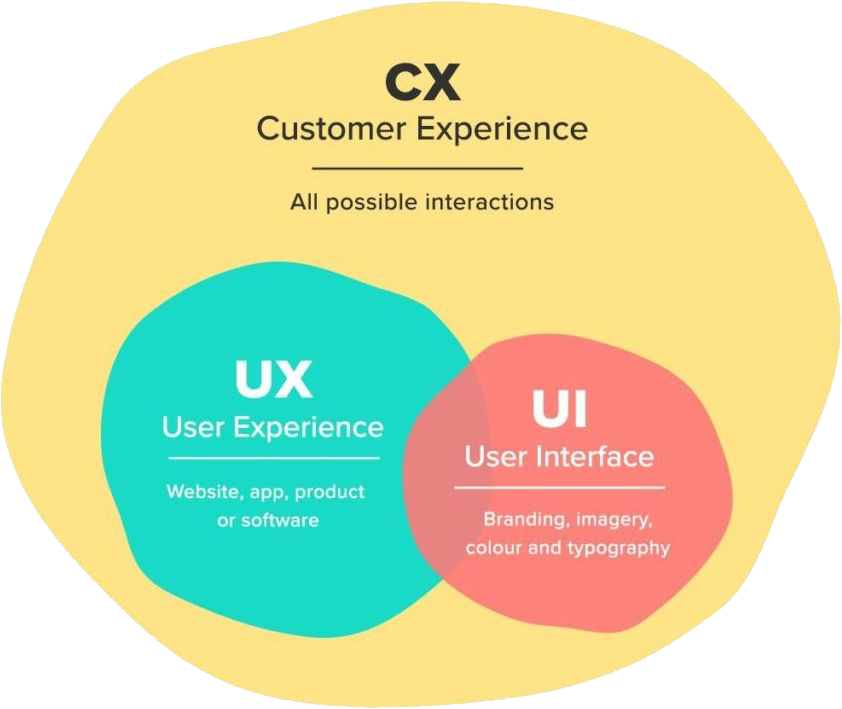 CX
Customer Experience
All possible interactions
UX
User Experience
Website, app, product
or software
UI
User Interface
Branding, imagery,
colour and typography